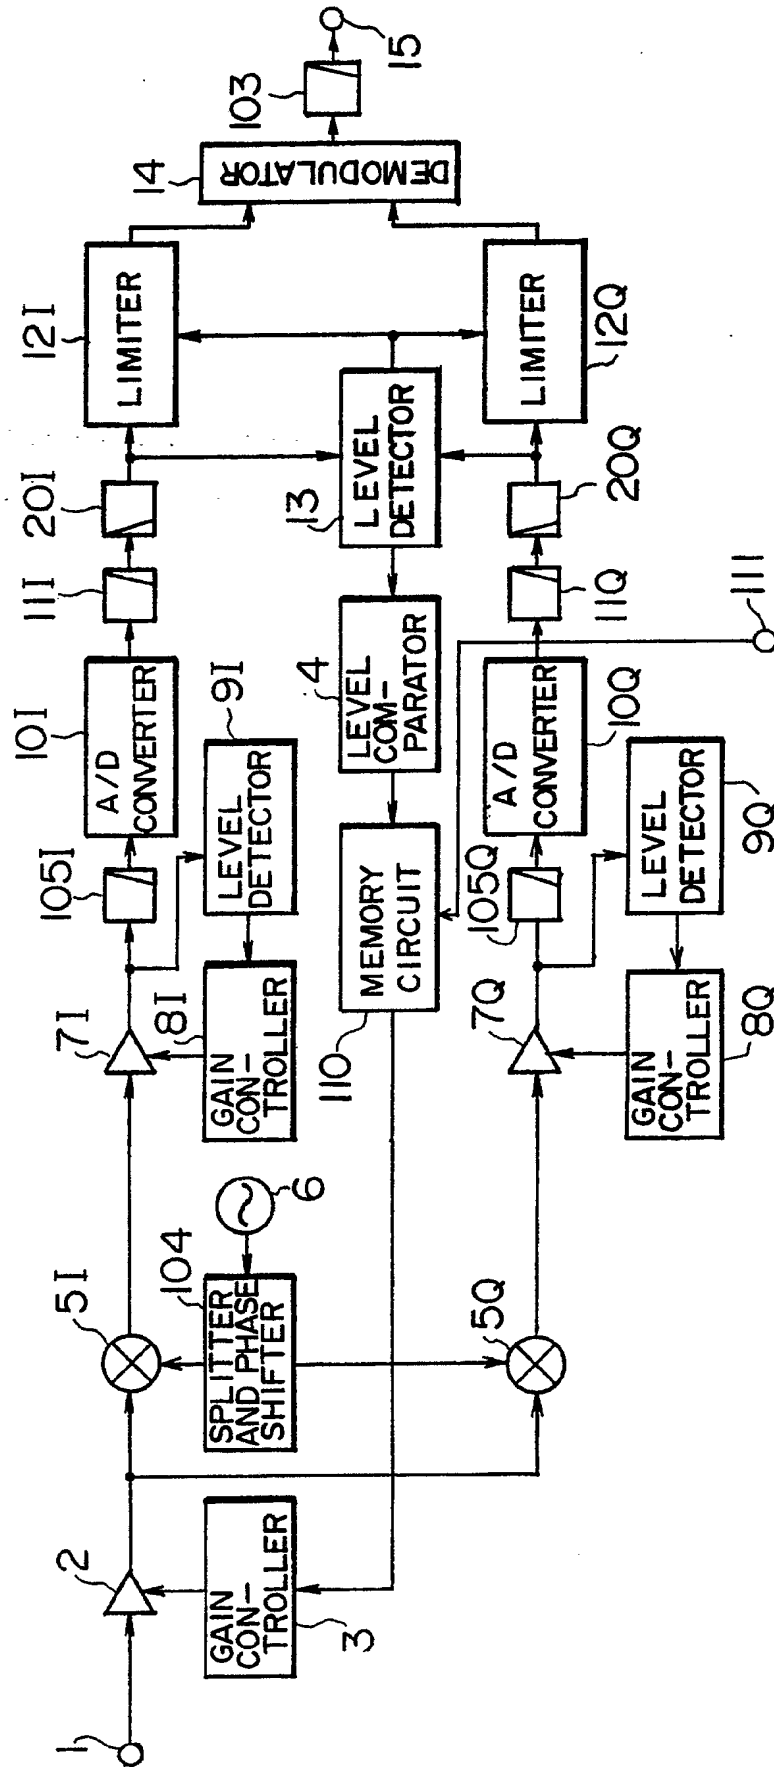 1
2
GAIN
CON-
TROLLER
3
5I
104
SPLITTER
AND PHASE
SHIFTER
6
5Q
7I
8I
GAIN
CON-
TROLLER
9I
LEVEL
DETECTOR
105I
10I
A/D
CONVERTER
11I
20I
12I
LIMITER
14
DEMODULATOR
103
15
110
MEMORY
CIRCUIT
4
LEVEL
COM-
PARATOR
13
LEVEL
DETECTOR
7Q
GAIN
CON-
TROLLER
8Q
LEVEL
DETECTOR
9Q
105Q
A/D
CONVERTER
10Q
11Q
20Q
LIMITER
12Q
111